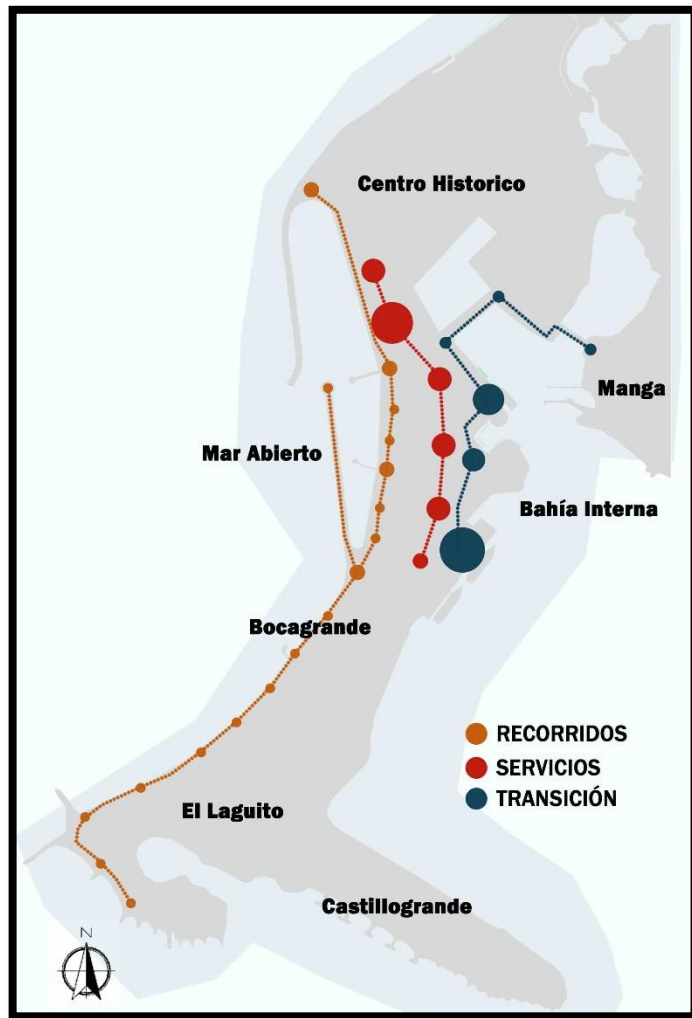 Centro Historico
Manga
Mar Abierto
Bahía Interna
Bocagrande
RECORRIDOS
SERVICIOS
TRANSICIÓN
El Laguito
Castillogrande
N